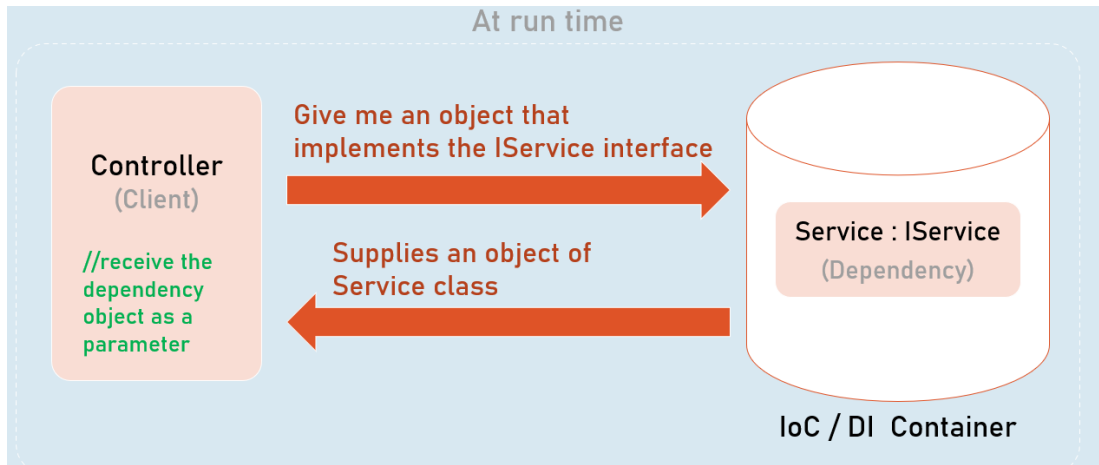 At run time
Give me an object that
implements the IService interface
Controller
(Client)
//receive the
dependency
object as a
parameter
Supplies an object of
Service class
Service : IService
(Dependency)
IoC / DI Container